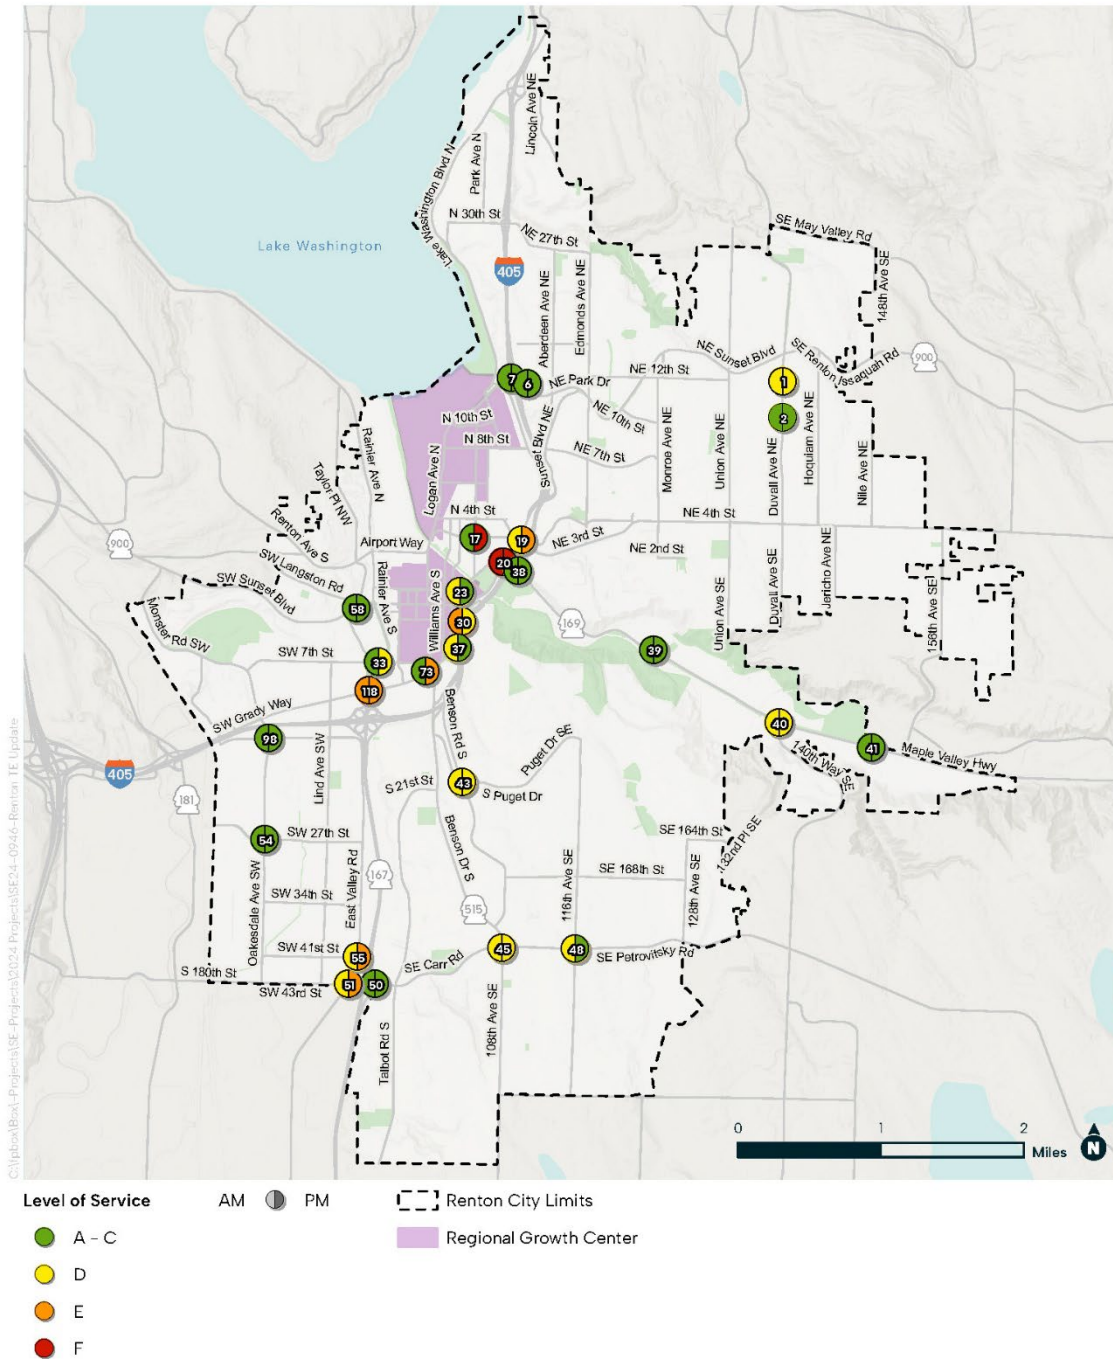 Lincoln Ave NE
Park Ave N
Lake Washington Blvd N
N 30th St
NE 27th St
SE May Valley Rd
Lake Washington
405
Aberdeen Ave NE
Edmonds Ave NE
148th Ave SE
NE Sunset Blvd
SE Renton Issaquah Rd
900
7
6
NE Park Dr
NE 12th St
1
2
N 10th St
NE 10th St
N 8th St
Sunset Blvd NE
NE 7th St
Monroe Ave NE
Union Ave NE
Duvall Ave NE
Hoquiam Ave NE
Nile Ave NE
Rainier Ave N
Logan Ave N
Taylor Pl NW
N 4th St
NE 4th St
Renton Ave S
900
Airport Way
17
19
NE 3rd St
NE 2nd St
20
38
SW Langston Rd
SW Sunset Blvd
Rainier Ave S
Williams Ave S
23
58
30
169
Union Ave SE
Duvall Ave SE
Jericho Ave NE
156th Ave SE
Monster Rd SW
SW 7th St
33
37
39
73
118
SW Grady Way
98
Lind Ave SW
Benson Rd S
Puget Dr SE
40
41
140th Way SE
Maple Valley Hwy
405
181
S 21st St
43
S Puget Dr
54
SW 27th St
Benson Dr S
SE 164th St
132nd Pl SE
167
116th Ave SE
SE 168th St
128th Ave SE
Oakesdale Ave SW
SW 34th St
East Valley Rd
515
SW 41st St
55
SE Carr Rd
45
48
SE Petrovitsky Rd
S 180th St
SW 43rd St
51
50
Talbot Rd S
108th Ave SE
C:\lpbox\Box\-Projects\SE-Projects\2024 Projects\SE24-0946-Renton TE Update
0 1 2
Miles
N
Level of Service
AM PM
Renton City Limits
A - C
Regional Growth Center
D
E
F